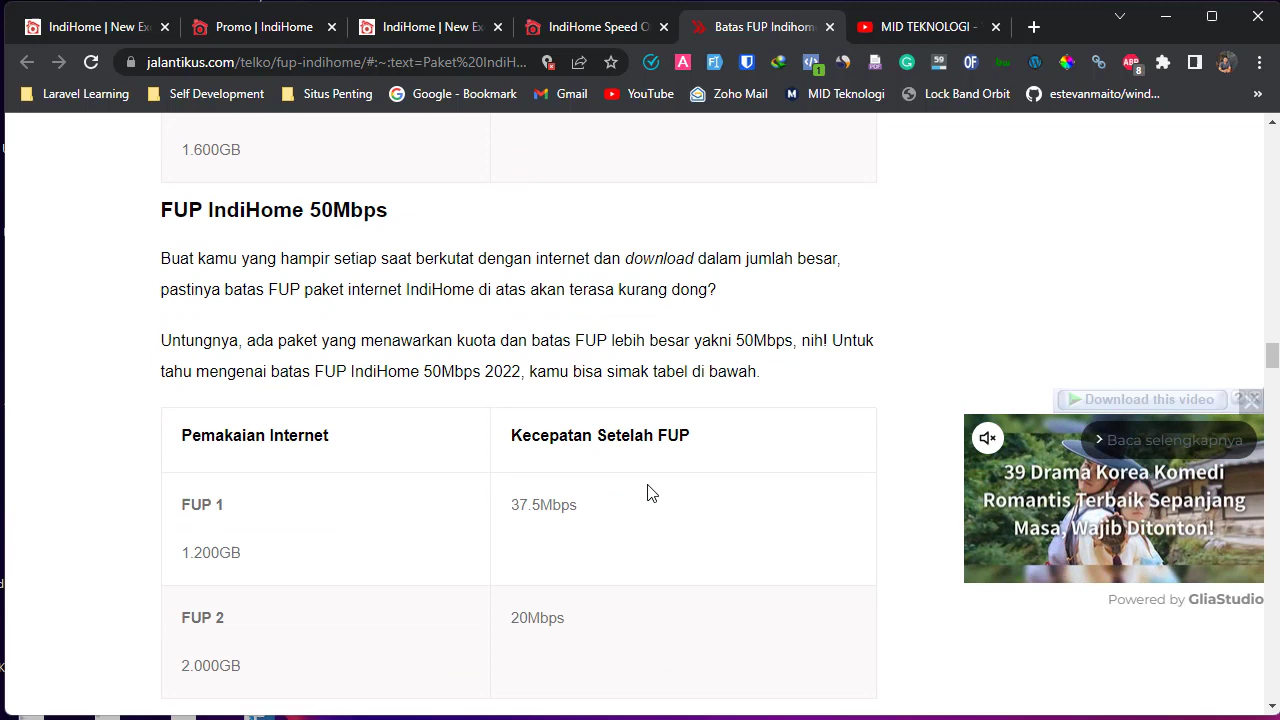 IndiHome | New Ex
Promo | IndiHome
IndiHome | New Ex
IndiHome Speed O
Batas FUP Indihom
MID TEKNOLOGI -
jalantikus.com/telko/fup-indihome/#:~:text=Paket%20IndiH...
1
59
OF
8
Laravel Learning
Self Development
Situs Penting
Google - Bookmark
Gmail
YouTube
Zoho Mail
MID Teknologi
Lock Band Orbit
estevanmaito/wind...
»
1.600GB
FUP IndiHome 50Mbps
Buat kamu yang hampir setiap saat berkutat dengan internet dan download dalam jumlah besar,
pastinya batas FUP paket internet IndiHome di atas akan terasa kurang dong?
Untungnya, ada paket yang menawarkan kuota dan batas FUP lebih besar yakni 50Mbps, nih! Untuk
tahu mengenai batas FUP IndiHome 50Mbps 2022, kamu bisa simak tabel di bawah.
Pemakaian Internet
Kecepatan Setelah FUP
FUP 1
37.5Mbps
1.200GB
FUP 2
20Mbps
2.000GB
Download this video
Baca selengkapnya
39 Drama Korea Komedi
Romantis Terbaik Sepanjang
Masa, Wajib Ditonton!
Powered by GliaStudio